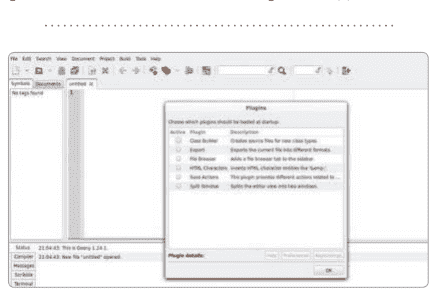 File Edit Search View Document Project Build Tools Help
Symbols Documents untitled
No tags found
1
Plugins
Choose which plugins should be loaded at startup:
Active Plugin Description
Class Builder Creates source files for new class types.
Export Exports the current file into different formats.
File Browser Adds a file browser tab to the sidebar.
HTML Characters Inserts HTML character entities like '&amp;'.
Save Actions This plugin provides different actions related to ...
Split Window Splits the editor view into two windows.
Plugin details:
Help Preferences Keybindings
OK
Status 21:54:43: This is Geany 1.24.1.
Compiler 21:54:43: New file "untitled" opened.
Messages
Scribble
Terminal